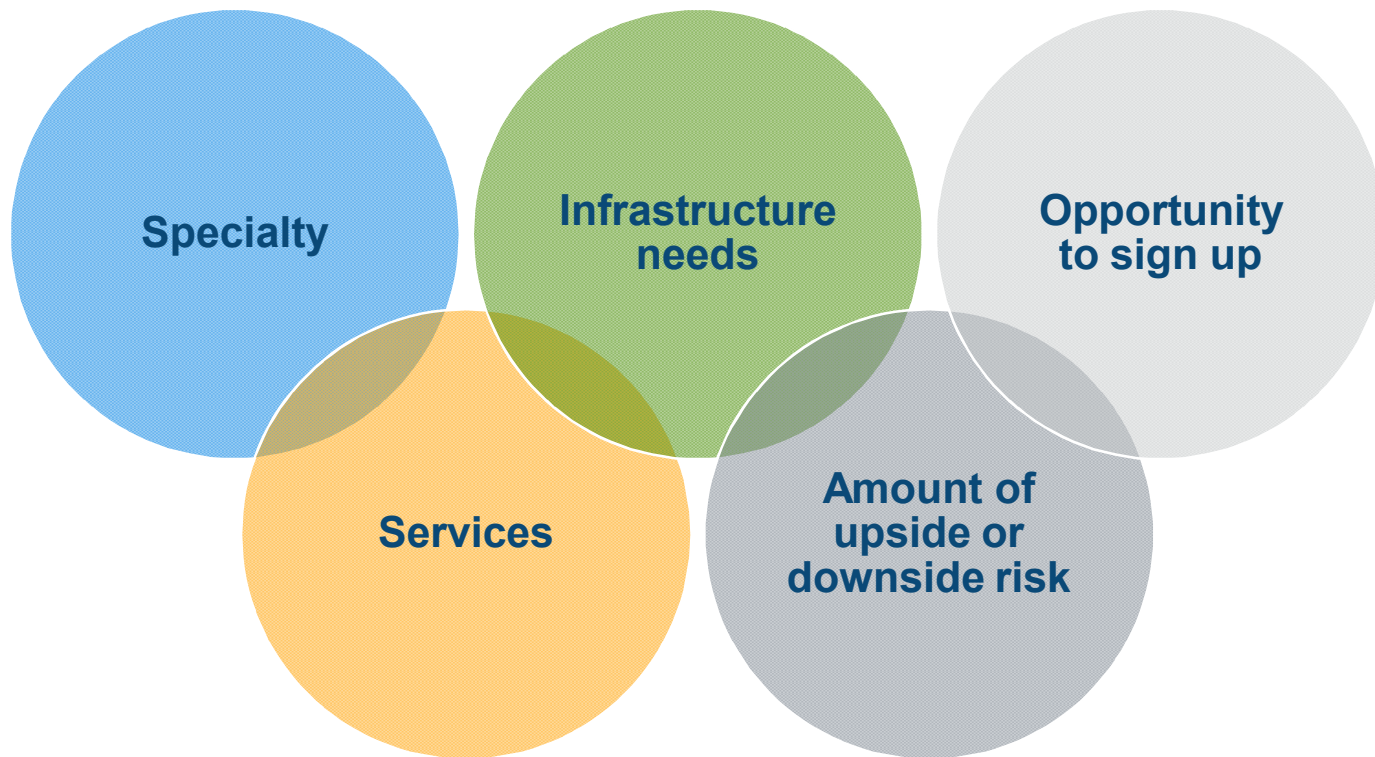 Specialty
Infrastructure
needs
Opportunity
to sign up
Services
Amount of
upside or
downside risk